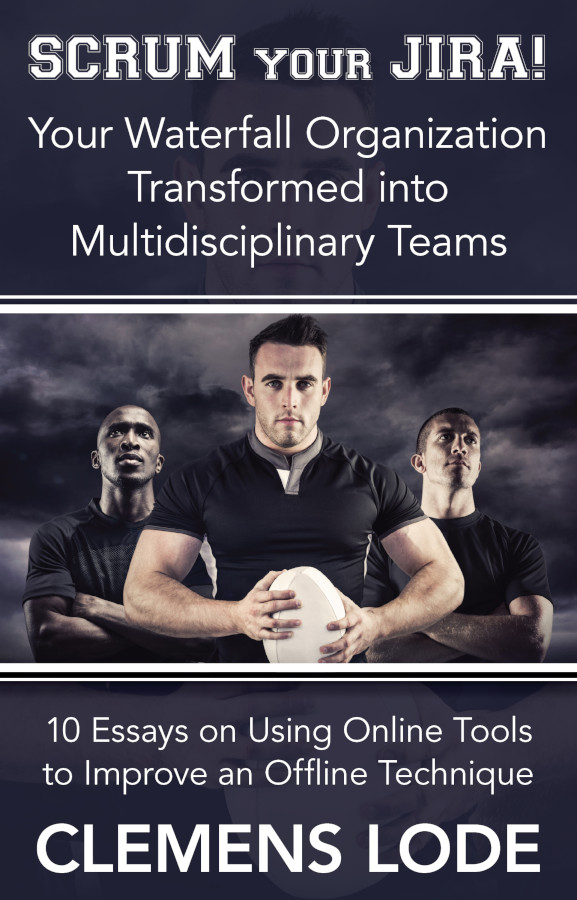 SCRUM YOUR JIRA!
Your Waterfall Organization
Transformed into
Multidisciplinary Teams
10 Essays on Using Online Tools
to Improve an Offline Technique
CLEMENS LODE